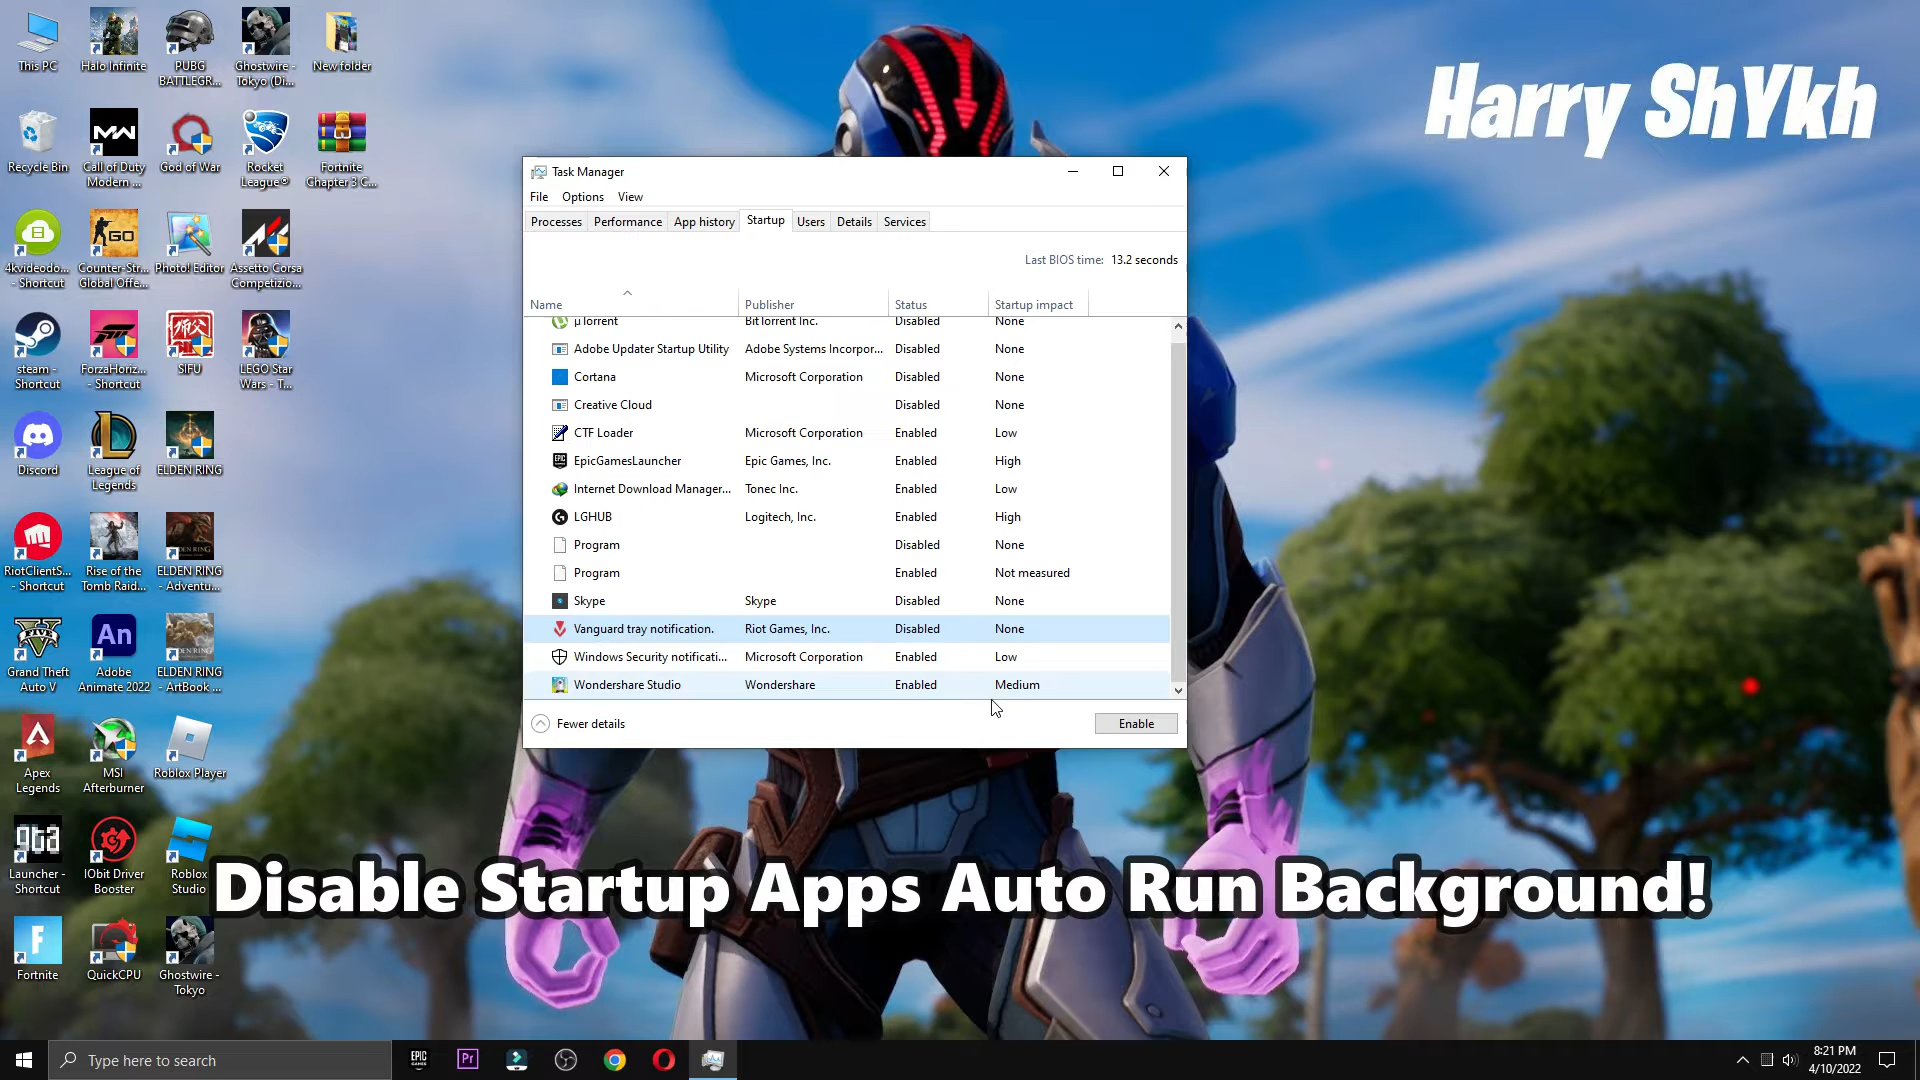 This PC
Halo Infinite
PUBG
BATTLEGR...
Ghostwire -
Tokyo (Di...
New folder
Recycle Bin
Call of Duty
Modern ...
God of War
Rocket
League®
Fortnite
Chapter 3 C...
4kvideodo...
- Shortcut
Counter-Str...
Global Offe...
Photo! Editor
Assetto Corsa
Competizio...
steam -
Shortcut
ForzaHoriz...
- Shortcut
SIFU
LEGO Star
Wars - T...
Discord
League of
Legends
ELDEN RING
RiotClientS...
- Shortcut
Rise of the
Tomb Raid...
ELDEN RING
- Adventu...
Grand Theft
Auto V
Adobe
Animate 2022
ELDEN RING
- ArtBook ...
Apex
Legends
MSI
Afterburner
Roblox Player
Launcher -
Shortcut
IObit Driver
Booster
Roblox
Studio
Fortnite
QuickCPU
Ghostwire -
Tokyo
Harry ShYkh
Task Manager
File Options View
Processes Performance App history Startup Users Details Services
Last BIOS time: 13.2 seconds
Name Publisher Status Startup impact
µTorrent BitTorrent Inc. Disabled None
Adobe Updater Startup Utility Adobe Systems Incorpor... Disabled None
Cortana Microsoft Corporation Disabled None
Creative Cloud Disabled None
CTF Loader Microsoft Corporation Enabled Low
EpicGamesLauncher Epic Games, Inc. Enabled High
Internet Download Manager... Tonec Inc. Enabled Low
LGHUB Logitech, Inc. Enabled High
Program Disabled None
Program Enabled Not measured
Skype Skype Disabled None
Vanguard tray notification. Riot Games, Inc. Disabled None
Windows Security notificati... Microsoft Corporation Enabled Low
Wondershare Studio Wondershare Enabled Medium
Fewer details Enable
Disable Startup Apps Auto Run Background!
Type here to search
8:21 PM
4/10/2022